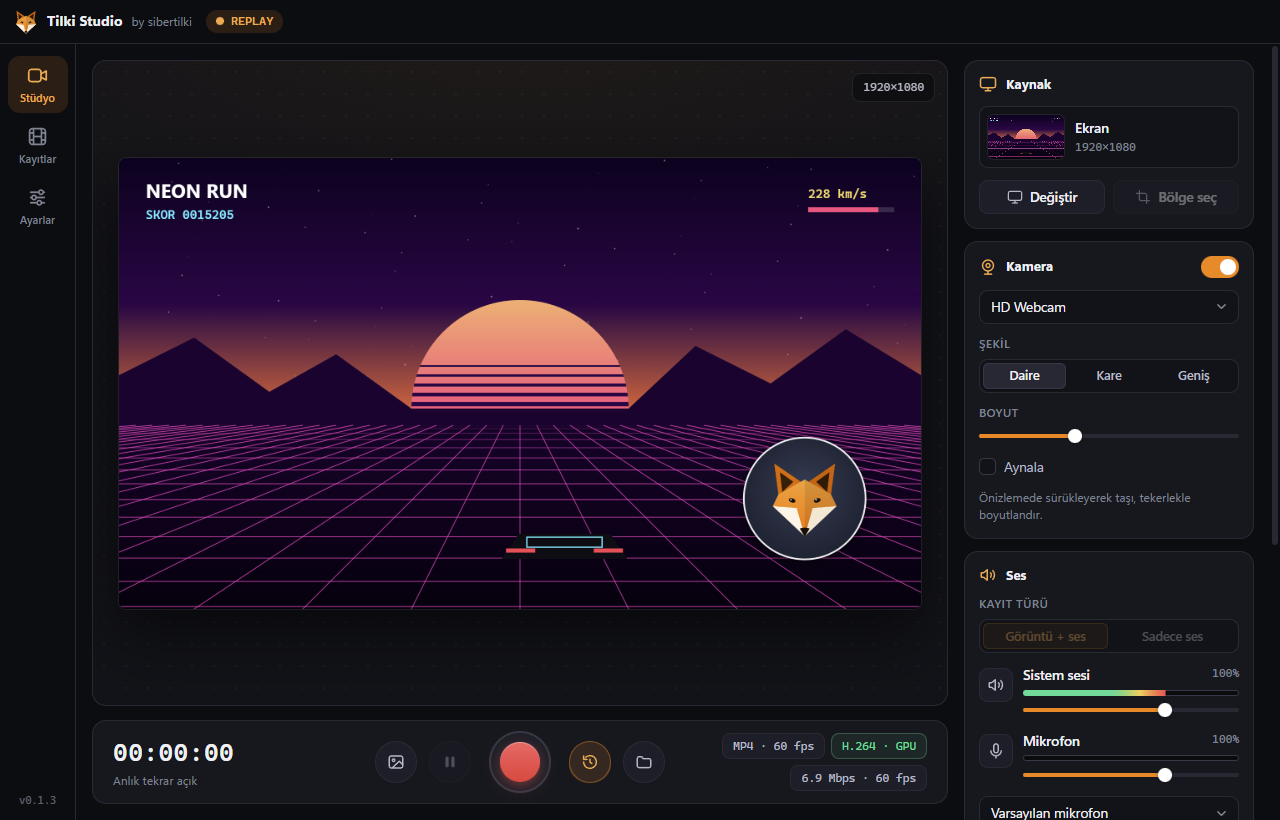 Tilki Studio by sibertilki REPLAY
Stüdyo
Kayıtlar
Ayarlar
v0.1.3
1920×1080
NEON RUN
SKOR 0015205
228 km/s
00:00:00
Anlık tekrar açık
MP4 · 60 fps
H.264 · GPU
6.9 Mbps · 60 fps
Kaynak
Ekran
1920×1080
Değiştir
Bölge seç
Kamera
HD Webcam
ŞEKİL
Daire
Kare
Geniş
BOYUT
Aynala
Önizlemede sürükleyerek taşı, tekerlekle
boyutlandır.
Ses
KAYIT TÜRÜ
Görüntü + ses
Sadece ses
Sistem sesi 100%
Mikrofon 100%
Varsayılan mikrofon